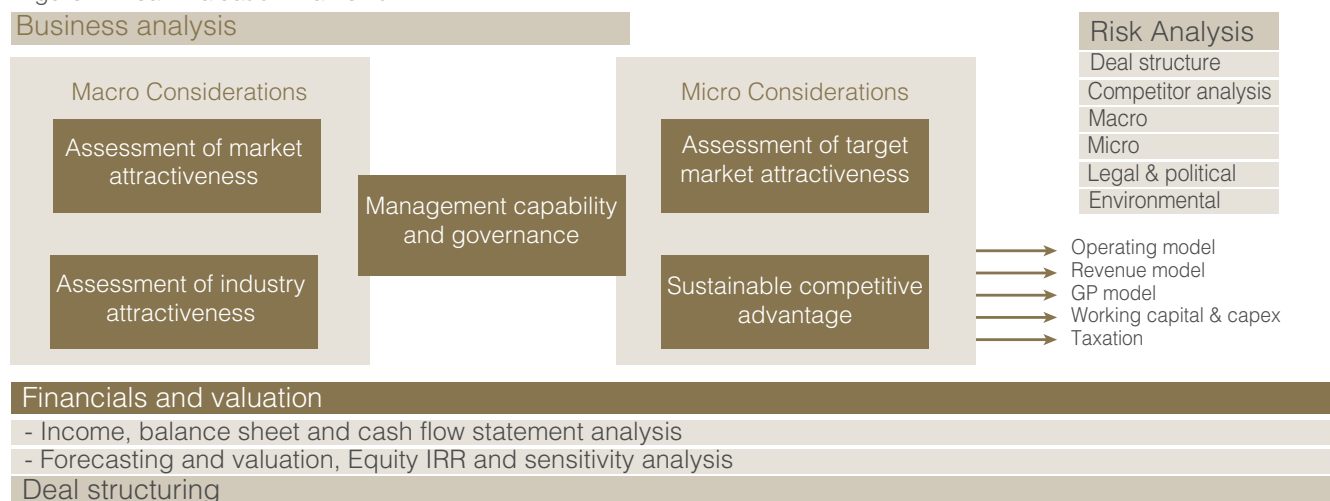 Business analysis
Macro Considerations
Assessment of market
attractiveness
Assessment of industry
attractiveness
Management capability
and governance
Micro Considerations
Assessment of target
market attractiveness
Sustainable competitive
advantage
Risk Analysis
Deal structure
Competitor analysis
Macro
Micro
Legal & political
Environmental
Operating model
Revenue model
GP model
Working capital & capex
Taxation
Financials and valuation
- Income, balance sheet and cash flow statement analysis
- Forecasting and valuation, Equity IRR and sensitivity analysis
Deal structuring